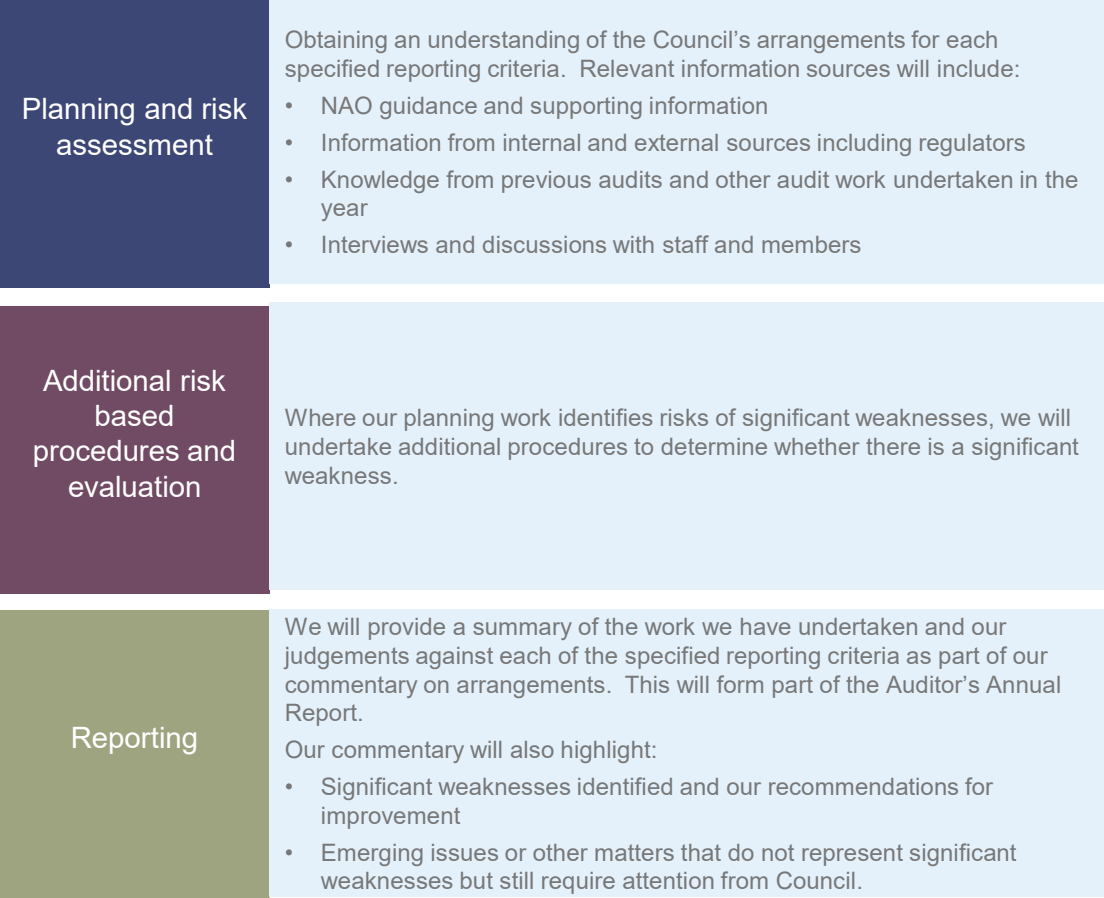 Planning and risk
assessment
Obtaining an understanding of the Council’s arrangements for each
specified reporting criteria.  Relevant information sources will include:
• NAO guidance and supporting information
• Information from internal and external sources including regulators
• Knowledge from previous audits and other audit work undertaken in the
year
• Interviews and discussions with staff and members
Additional risk
based
procedures and
evaluation
Where our planning work identifies risks of significant weaknesses, we will
undertake additional procedures to determine whether there is a significant
weakness.
Reporting
We will provide a summary of the work we have undertaken and our
judgements against each of the specified reporting criteria as part of our
commentary on arrangements.  This will form part of the Auditor’s Annual
Report.
Our commentary will also highlight:
• Significant weaknesses identified and our recommendations for
improvement
• Emerging issues or other matters that do not represent significant
weaknesses but still require attention from Council.